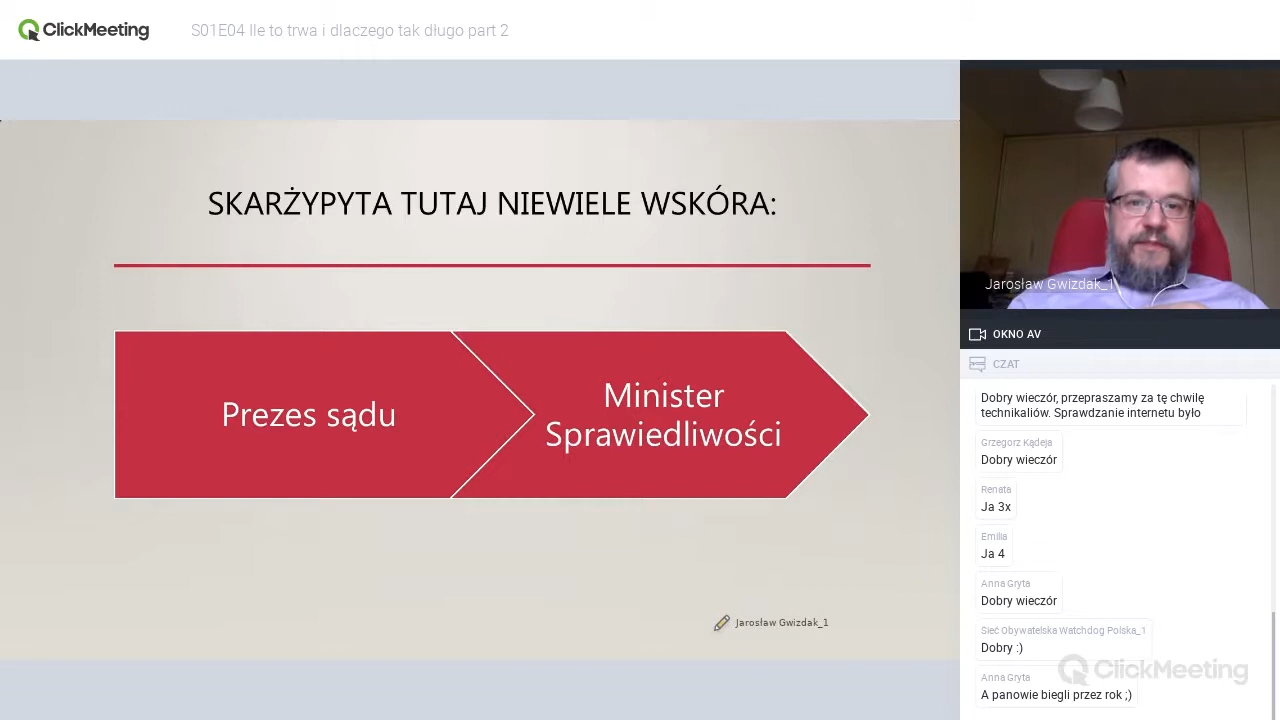 ClickMeeting
S01E04 Ile to trwa i dlaczego tak długo part 2
SKARŻYPYTA TUTAJ NIEWIELE WSKÓRA:
Prezes sądu
Minister
Sprawiedliwości
Jarosław Gwizdak_1
Jarosław Gwizdak_1
OKNO AV
CZAT
Dobry wieczór, przepraszamy za tę chwilę
technikaliów. Sprawdzanie internetu było
Grzegorz Kądeja
Dobry wieczór
Renata
Ja 3x
Emilia
Ja 4
Anna Gryta
Dobry wieczór
Sieć Obywatelska Watchdog Polska_1
Dobry :)
Anna Gryta
A panowie biegli przez rok ;)
ClickMeeting